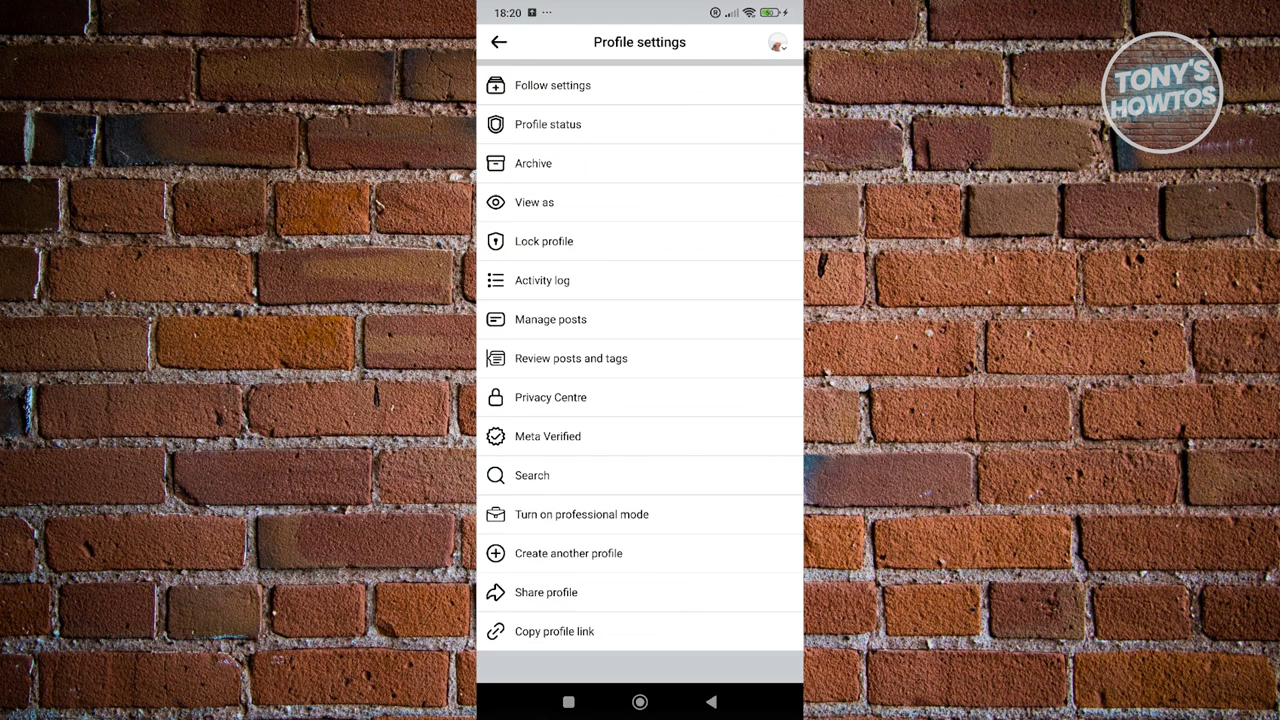 18:20
Profile settings
TONY'S
HOWTOS
Follow settings
Profile status
Archive
View as
Lock profile
Activity log
Manage posts
Review posts and tags
Privacy Centre
Meta Verified
Search
Turn on professional mode
Create another profile
Share profile
Copy profile link